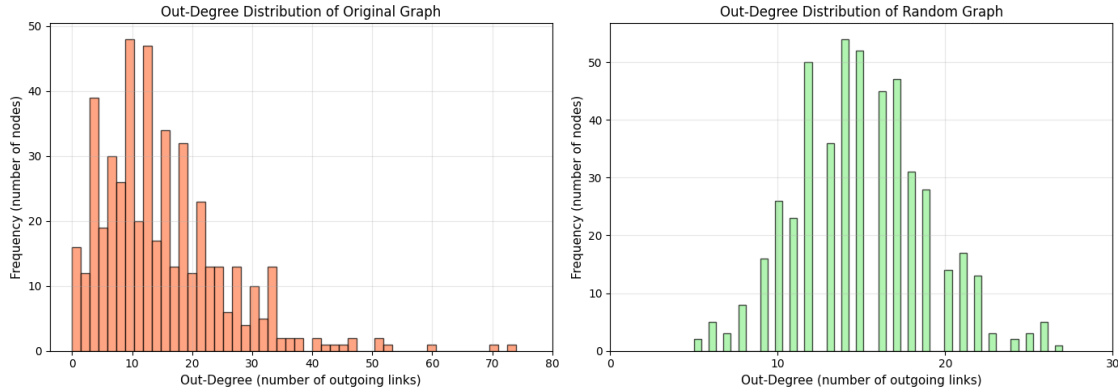 Out-Degree Distribution of Original Graph
Frequency (number of nodes)
50
40
30
20
10
0
0 10 20 30 40 50 60 70 80
Out-Degree (number of outgoing links)
Out-Degree Distribution of Random Graph
Frequency (number of nodes)
50
40
30
20
10
0
0 10 20 30
Out-Degree (number of outgoing links)